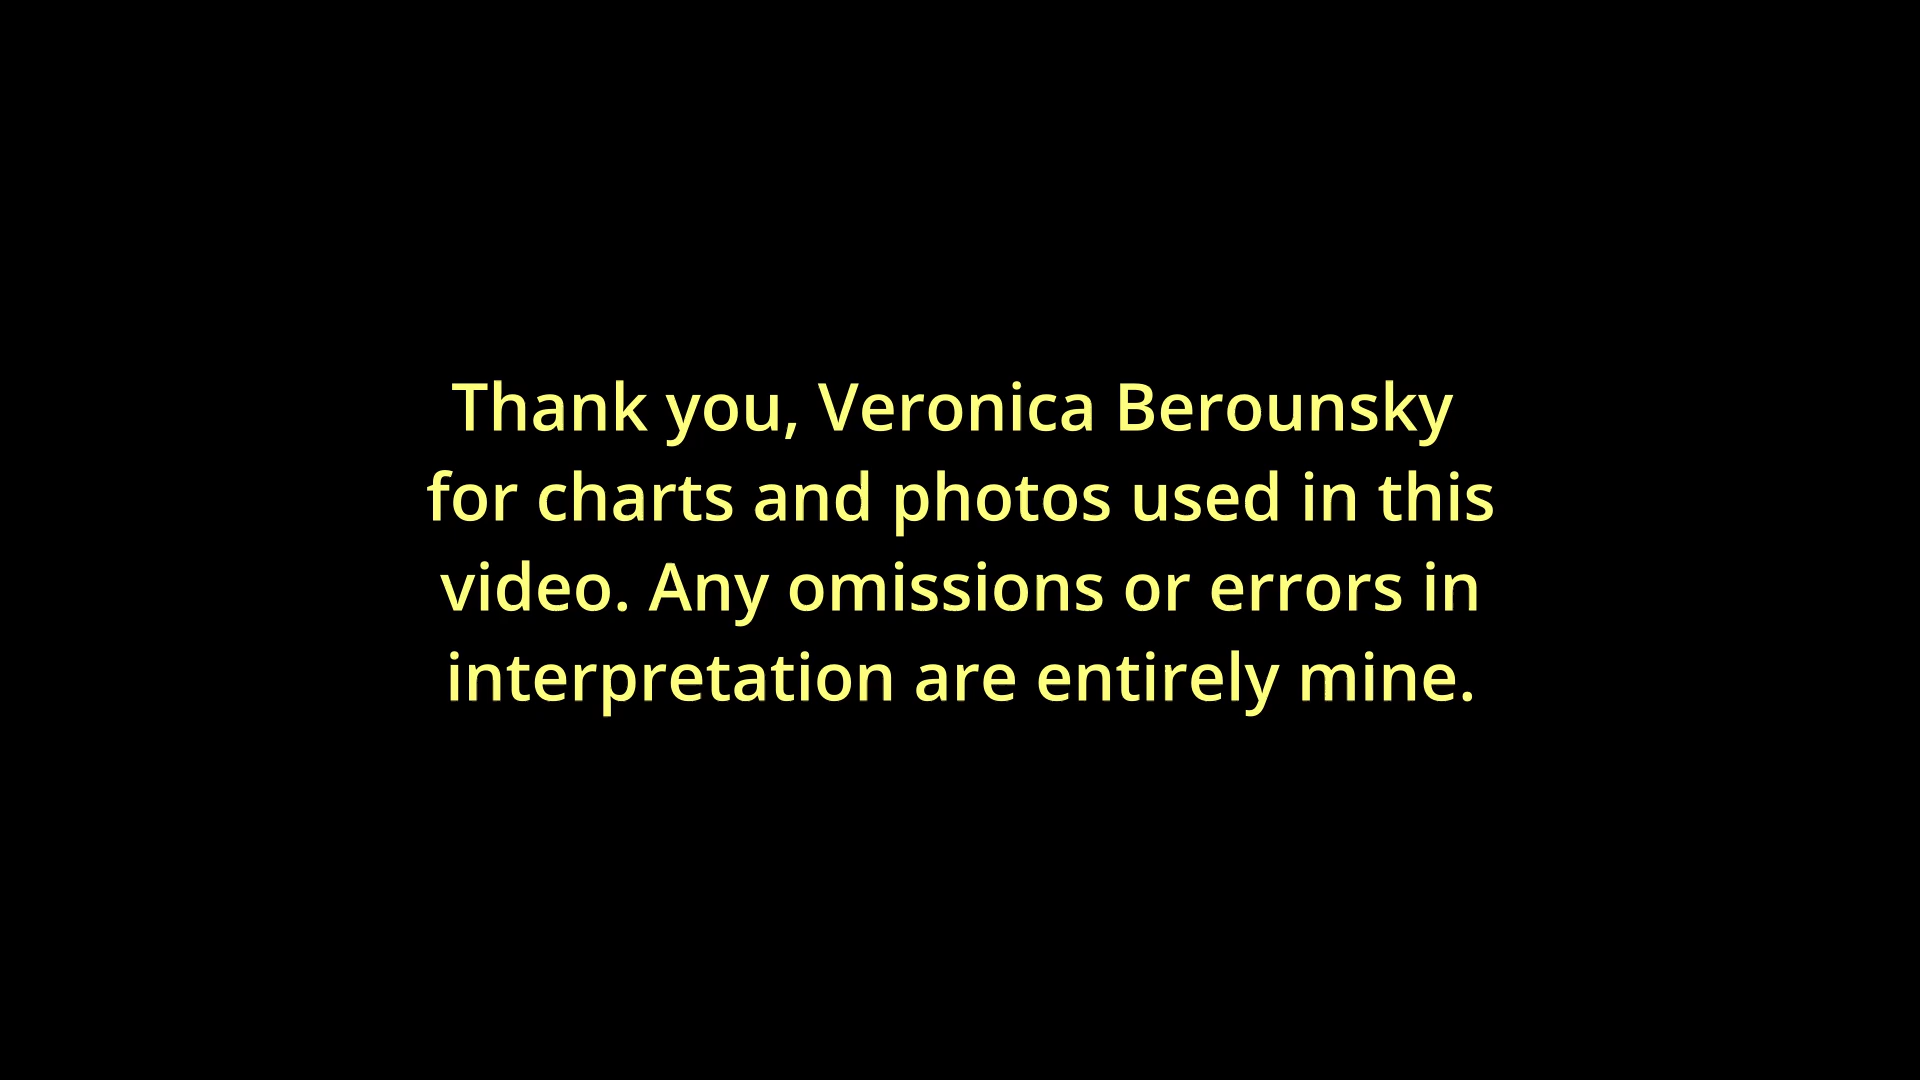 Thank you, Veronica Berounsky
for charts and photos used in this
video. Any omissions or errors in
interpretation are entirely mine.